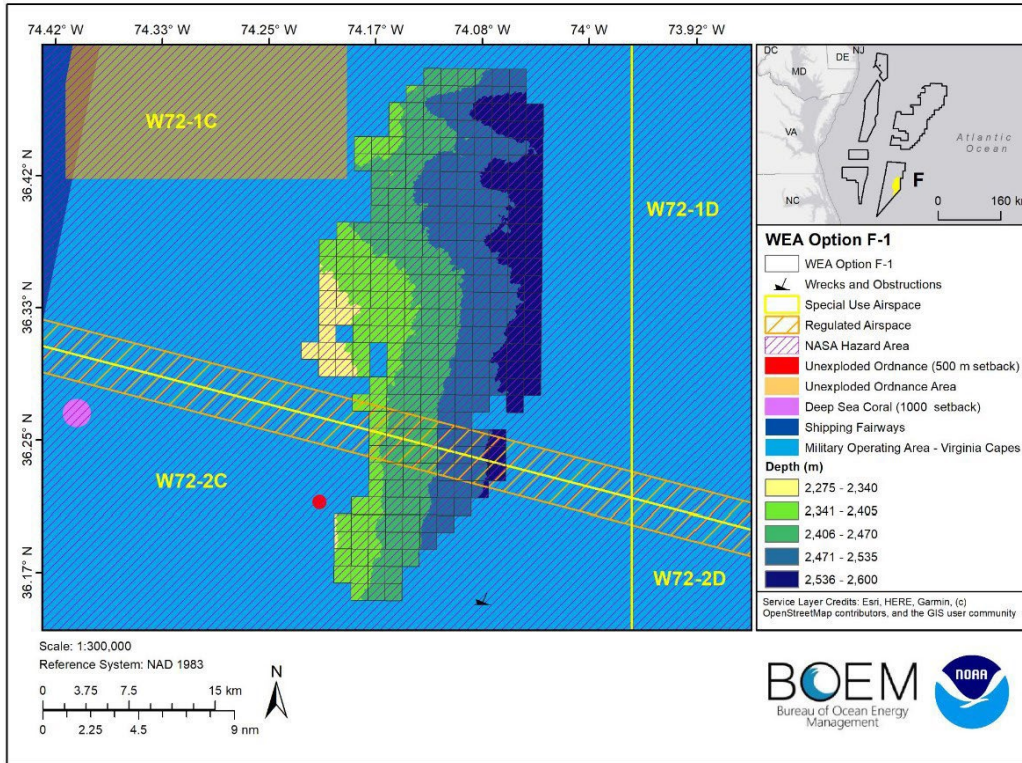 74.42° W 74.33° W 74.25° W 74.17° W 74.08° W 74° W 73.92° W
36.42° N
36.33° N
36.25° N
36.17° N
W72-1C
W72-1D
W72-2C
W72-2D
DC
MD
DE
NJ
VA
NC
Atlantic
Ocean
F
0 160 km
WEA Option F-1
WEA Option F-1
Wrecks and Obstructions
Special Use Airspace
Regulated Airspace
NASA Hazard Area
Unexploded Ordnance (500 m setback)
Unexploded Ordnance Area
Deep Sea Coral (1000 setback)
Shipping Fairways
Military Operating Area - Virginia Capes
Depth (m)
2,275 - 2,340
2,341 - 2,405
2,406 - 2,470
2,471 - 2,535
2,536 - 2,600
Service Layer Credits: Esri, HERE, Garmin, (c)
OpenStreetMap contributors, and the GIS user community
Scale: 1:300,000
Reference System: NAD 1983
0 3.75 7.5 15 km
0 2.25 4.5 9 nm
N
BOEM
Bureau of Ocean Energy
Management
NOAA